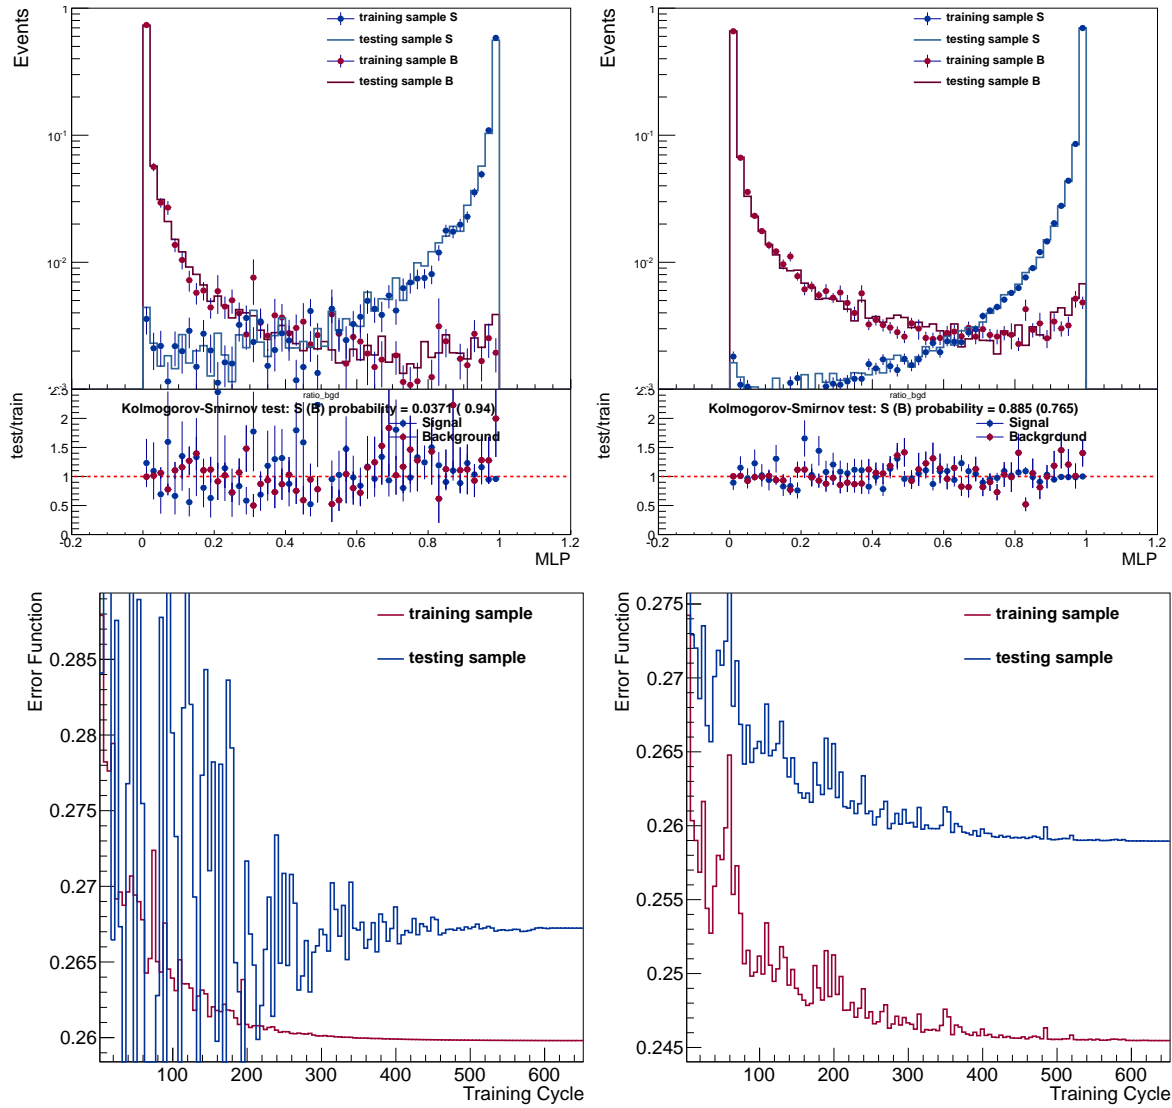 Events
1
10^-1
10^-2
training sample S
testing sample S
training sample B
testing sample B
ratio_bgd
Kolmogorov-Smirnov test: S (B) probability = 0.0371 ( 0.94)
Signal
Background
test/train
2
1.5
1
0.5
0
-0.2 0 0.2 0.4 0.6 0.8 1 1.2
MLP
Events
1
10^-1
10^-2
training sample S
testing sample S
training sample B
testing sample B
ratio_bgd
Kolmogorov-Smirnov test: S (B) probability = 0.885 (0.765)
Signal
Background
test/train
2
1.5
1
0.5
0
-0.2 0 0.2 0.4 0.6 0.8 1 1.2
MLP
Error Function
0.285
0.28
0.275
0.27
0.265
0.26
training sample
testing sample
100 200 300 400 500 600
Training Cycle
Error Function
0.275
0.27
0.265
0.26
0.255
0.25
0.245
training sample
testing sample
100 200 300 400 500 600
Training Cycle